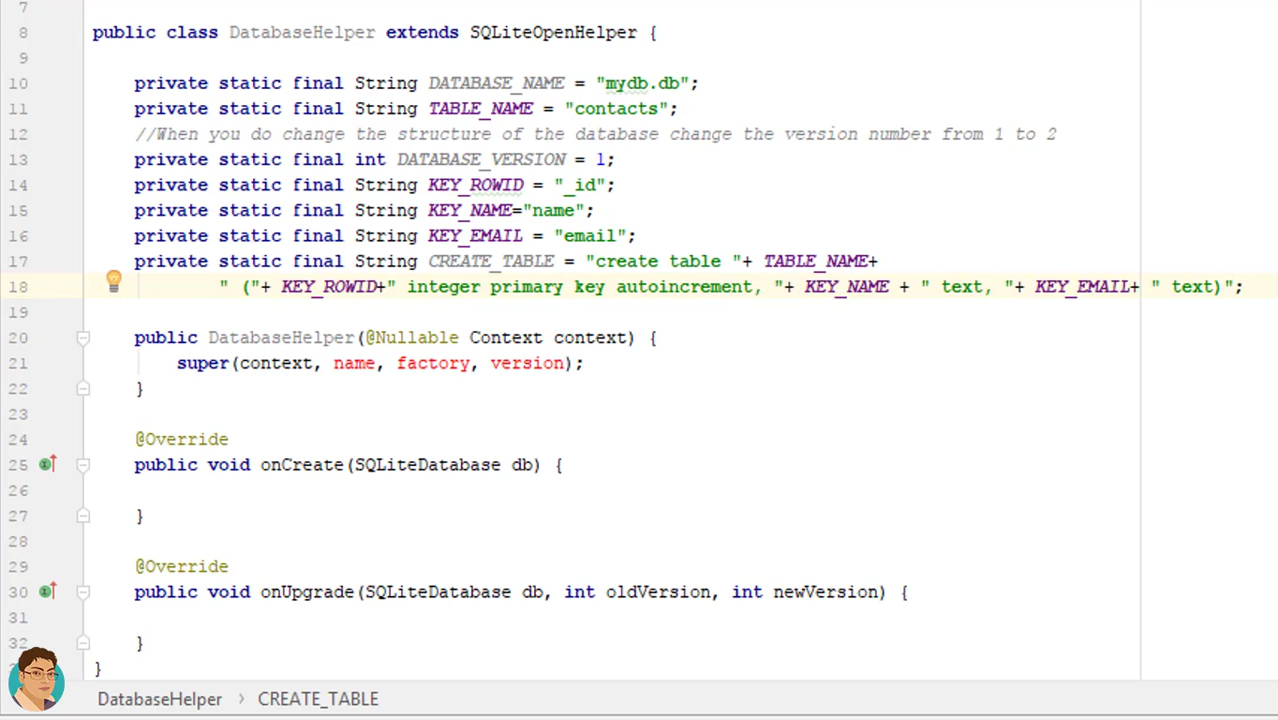 7
8 public class DatabaseHelper extends SQLiteOpenHelper {
9
10 private static final String DATABASE_NAME = "mydb.db";
11 private static final String TABLE_NAME = "contacts";
12 //When you do change the structure of the database change the version number from 1 to 2
13 private static final int DATABASE_VERSION = 1;
14 private static final String KEY_ROWID = "_id";
15 private static final String KEY_NAME="name";
16 private static final String KEY_EMAIL = "email";
17 private static final String CREATE_TABLE = "create table "+ TABLE_NAME+
18 " ("+ KEY_ROWID+" integer primary key autoincrement, "+ KEY_NAME + " text, "+ KEY_EMAIL+ " text)";
19
20 public DatabaseHelper(@Nullable Context context) {
21 super(context, name, factory, version);
22 }
23
24 @Override
25 public void onCreate(SQLiteDatabase db) {
26
27 }
28
29 @Override
30 public void onUpgrade(SQLiteDatabase db, int oldVersion, int newVersion) {
31
32 }
}
DatabaseHelper › CREATE_TABLE